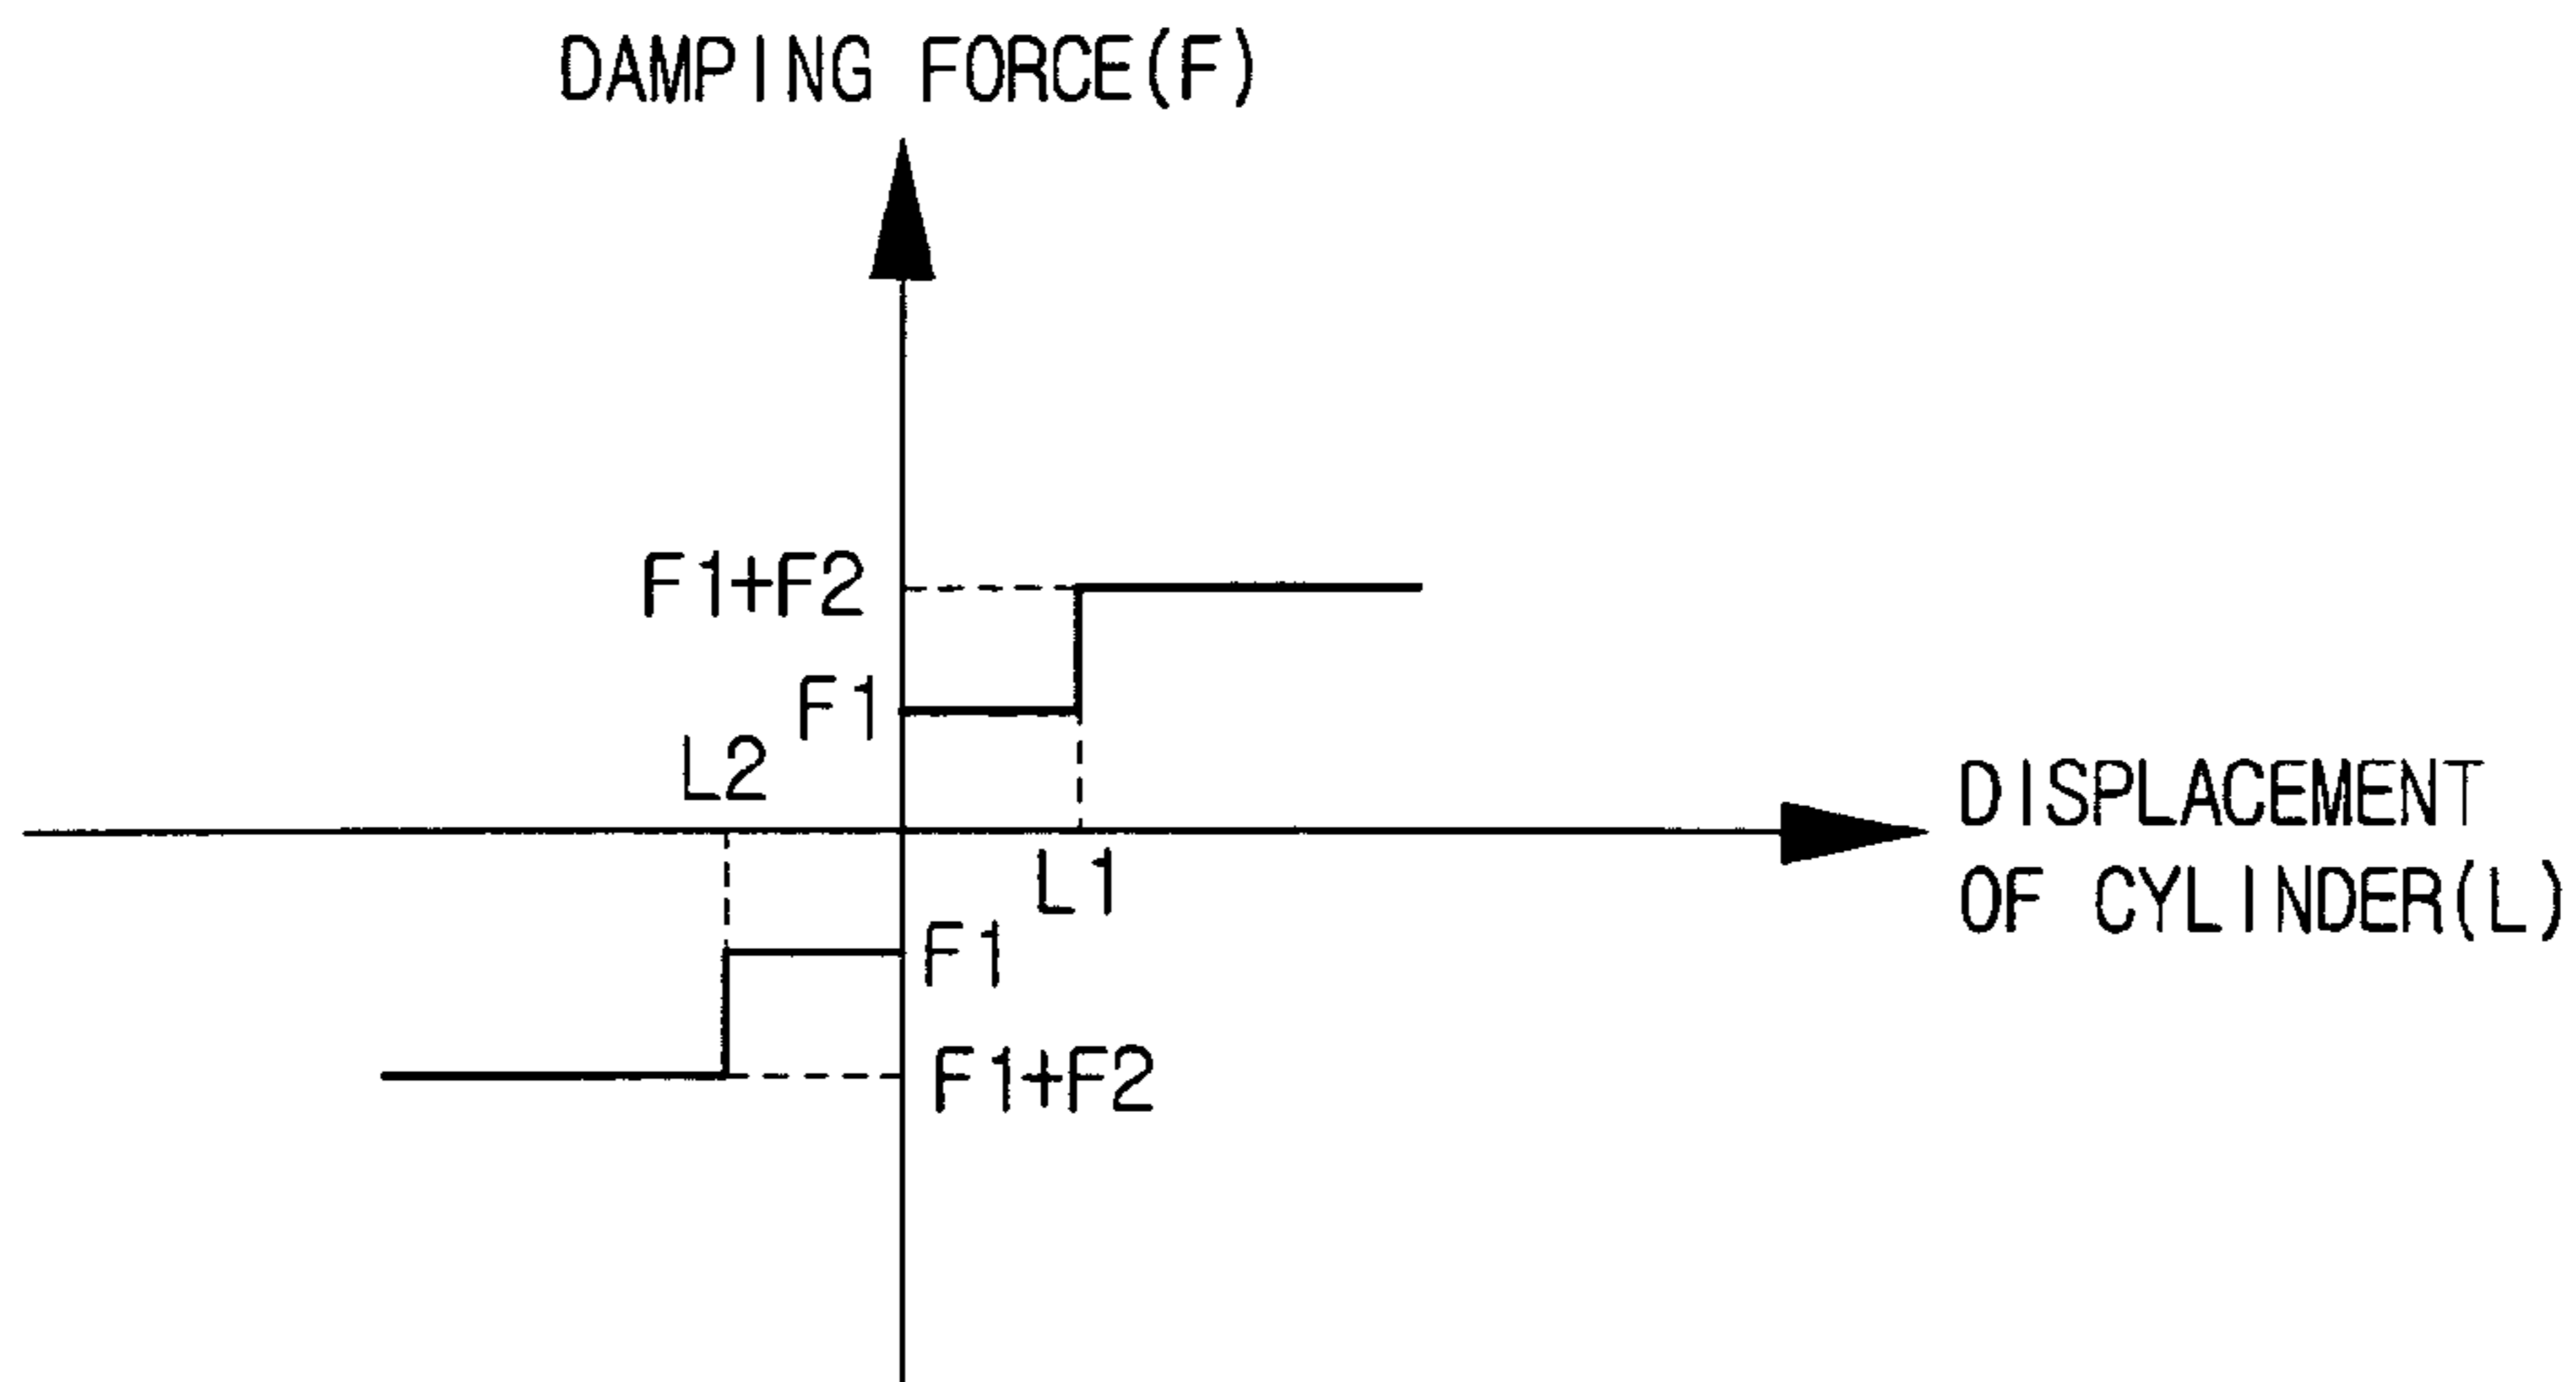 DAMPING FORCE(F)
F1+F2
F1
L2
DISPLACEMENT
OF CYLINDER(L)
L1
F1
F1+F2